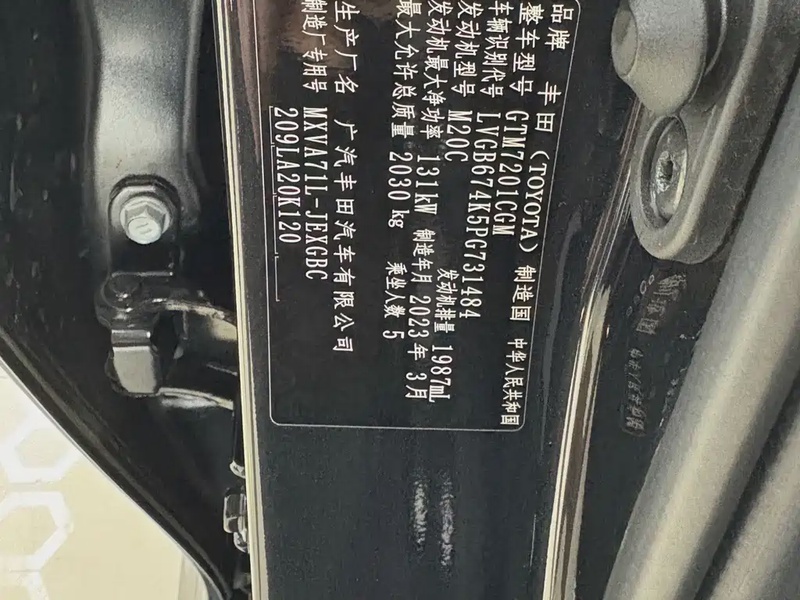 品牌 丰田(TOYOTA) 制造国 中华人民共和国
整车型号 GTM7201CGM
车辆识别代号 LVGB674K5PG731484
发动机型号 M20C 发动机排量 1987mL
发动机最大净功率 131kW 制造年月 2023年3月
最大允许总质量 2030 kg 乘坐人数 5
生产厂名 广汽丰田汽车有限公司
制造厂专用号 MXVA71L-JEXGBC
209LA20K120